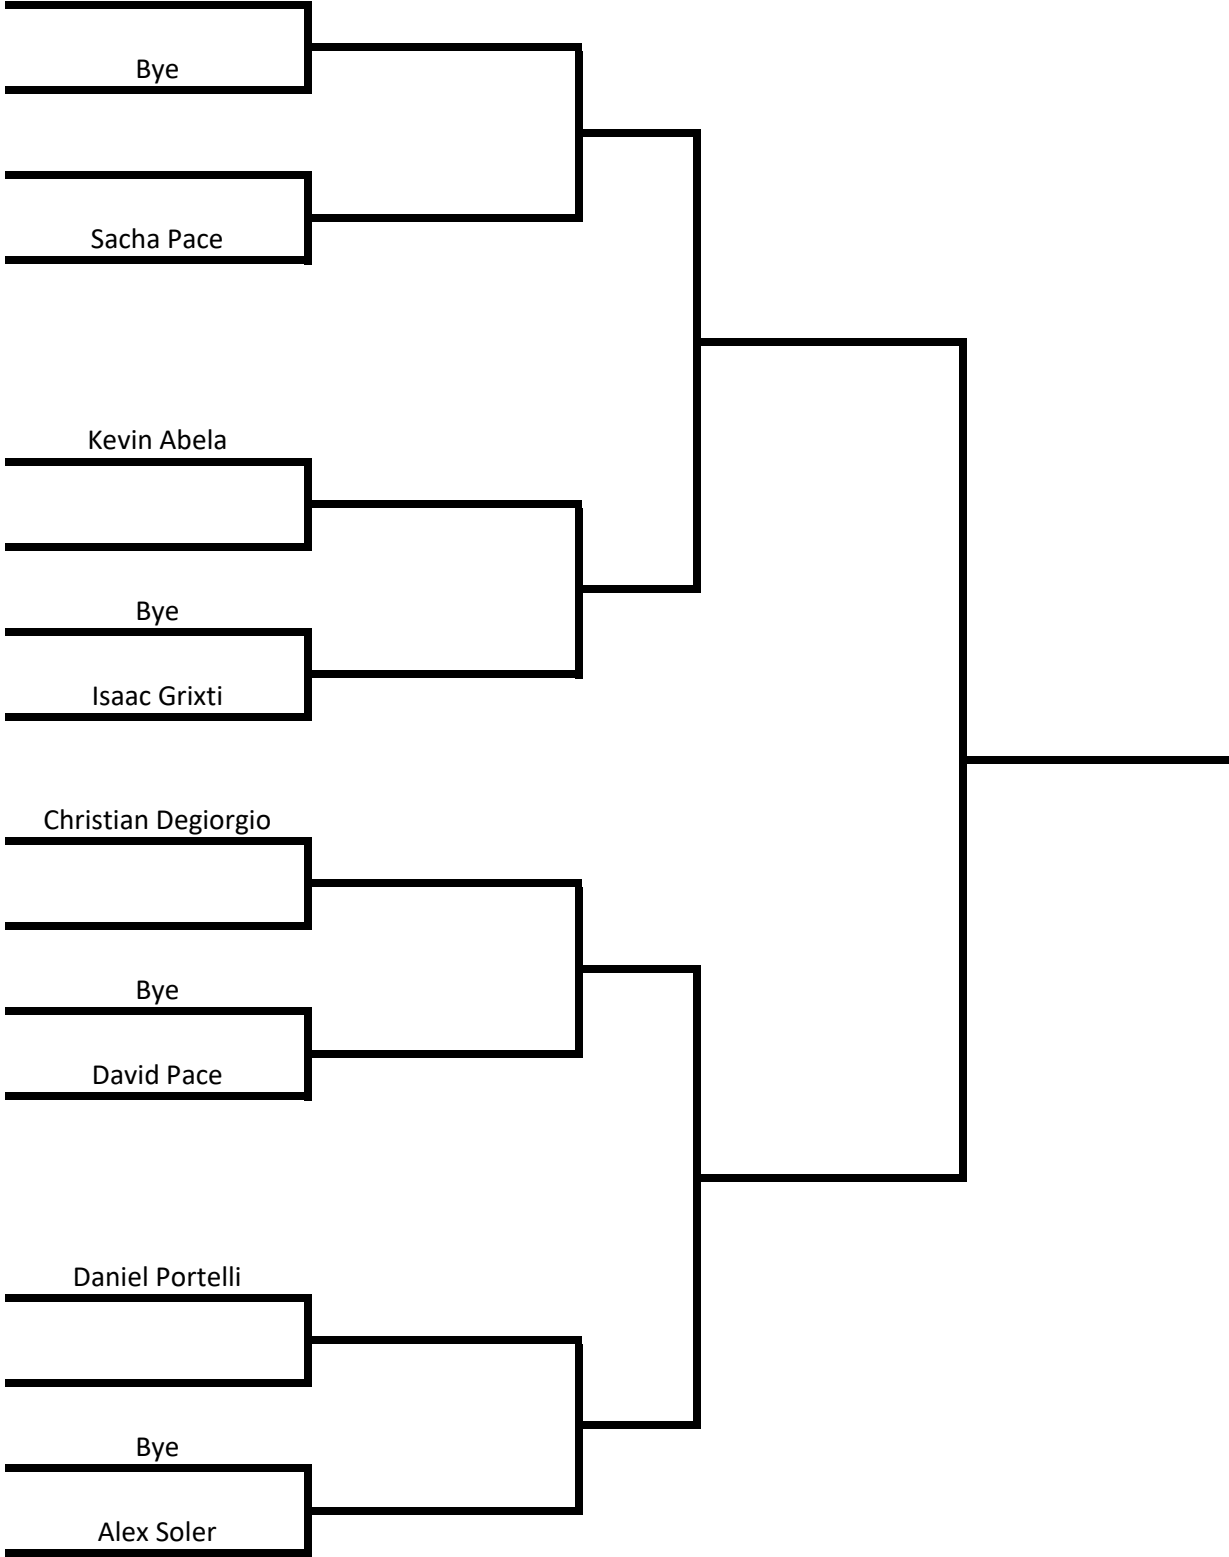 Bye
Sacha Pace
Kevin Abela
Bye
Isaac Grixti
Christian Degiorgio
Bye
David Pace
Daniel Portelli
Bye
Alex Soler